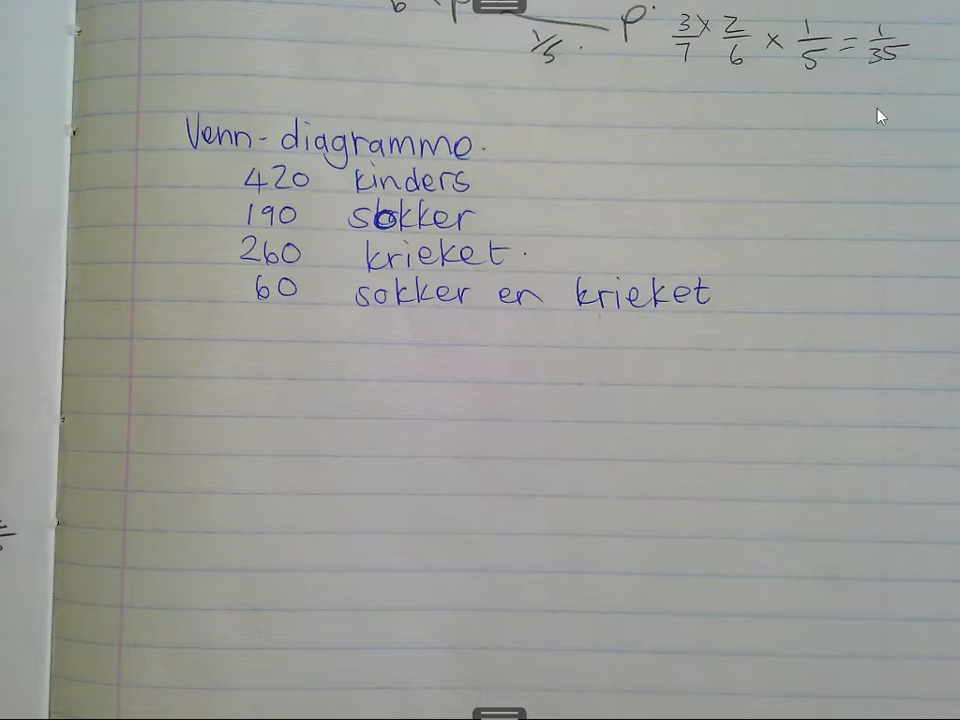 6 P P. 3/7 x 2/6 x 1/5 = 1/35
1/5.
Venn-diagramme.
420 kinders
190 sokker
260 krieket.
60 sokker en krieket